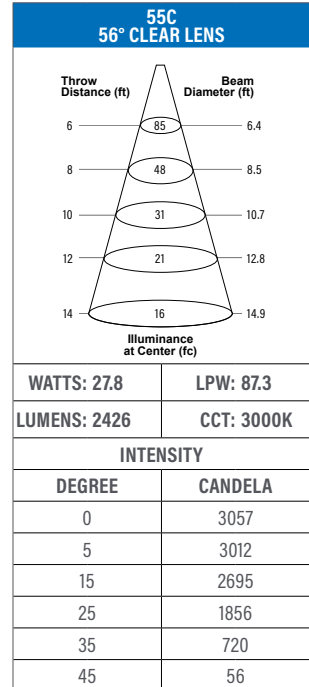 55C
56° CLEAR LENS
Throw Beam
Distance (ft) Diameter (ft)
6 85 6.4
8 48 8.5
10 31 10.7
12 21 12.8
14 16 14.9
Illuminance
at Center (fc)
WATTS: 27.8 LPW: 87.3
LUMENS: 2426 CCT: 3000K
INTENSITY
DEGREE CANDELA
0 3057
5 3012
15 2695
25 1856
35 720
45 56